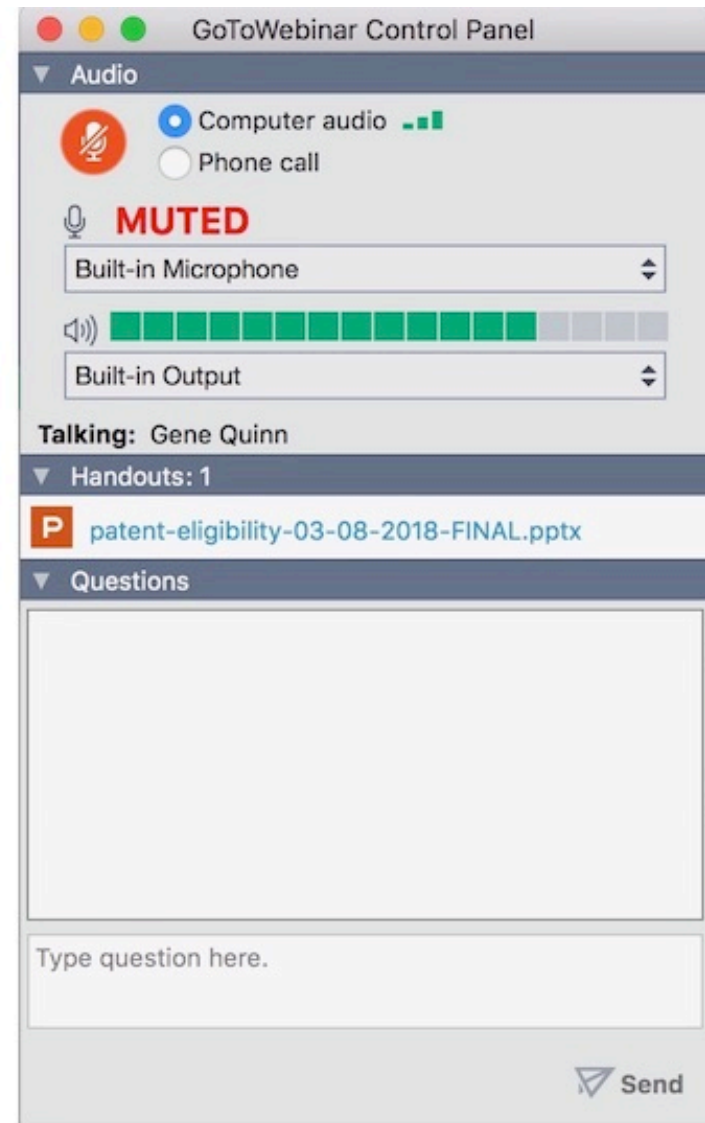 GoToWebinar Control Panel
Audio
Computer audio
Phone call
MUTED
Built-in Microphone
Built-in Output
Talking: Gene Quinn
Handouts: 1
P patent-eligibility-03-08-2018-FINAL.pptx
Questions
Type question here.
Send